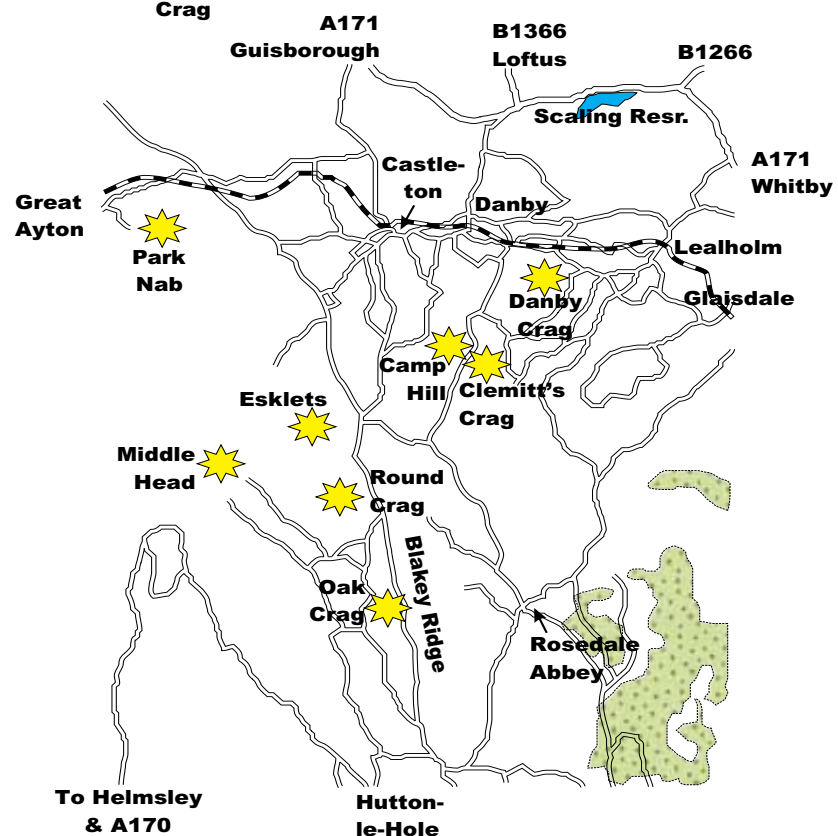 Crag
A171
Guisborough
B1366
Loftus
B1266
Scaling Resr.
A171
Whitby
Castle-
ton
Danby
Great
Ayton
Park
Nab
Lealholm
Glaisdale
Danby
Crag
Camp
Hill
Clemitt's
Crag
Esklets
Middle
Head
Round
Crag
Blakey Ridge
Oak
Crag
Rosedale
Abbey
To Helmsley
& A170
Hutton-
le-Hole